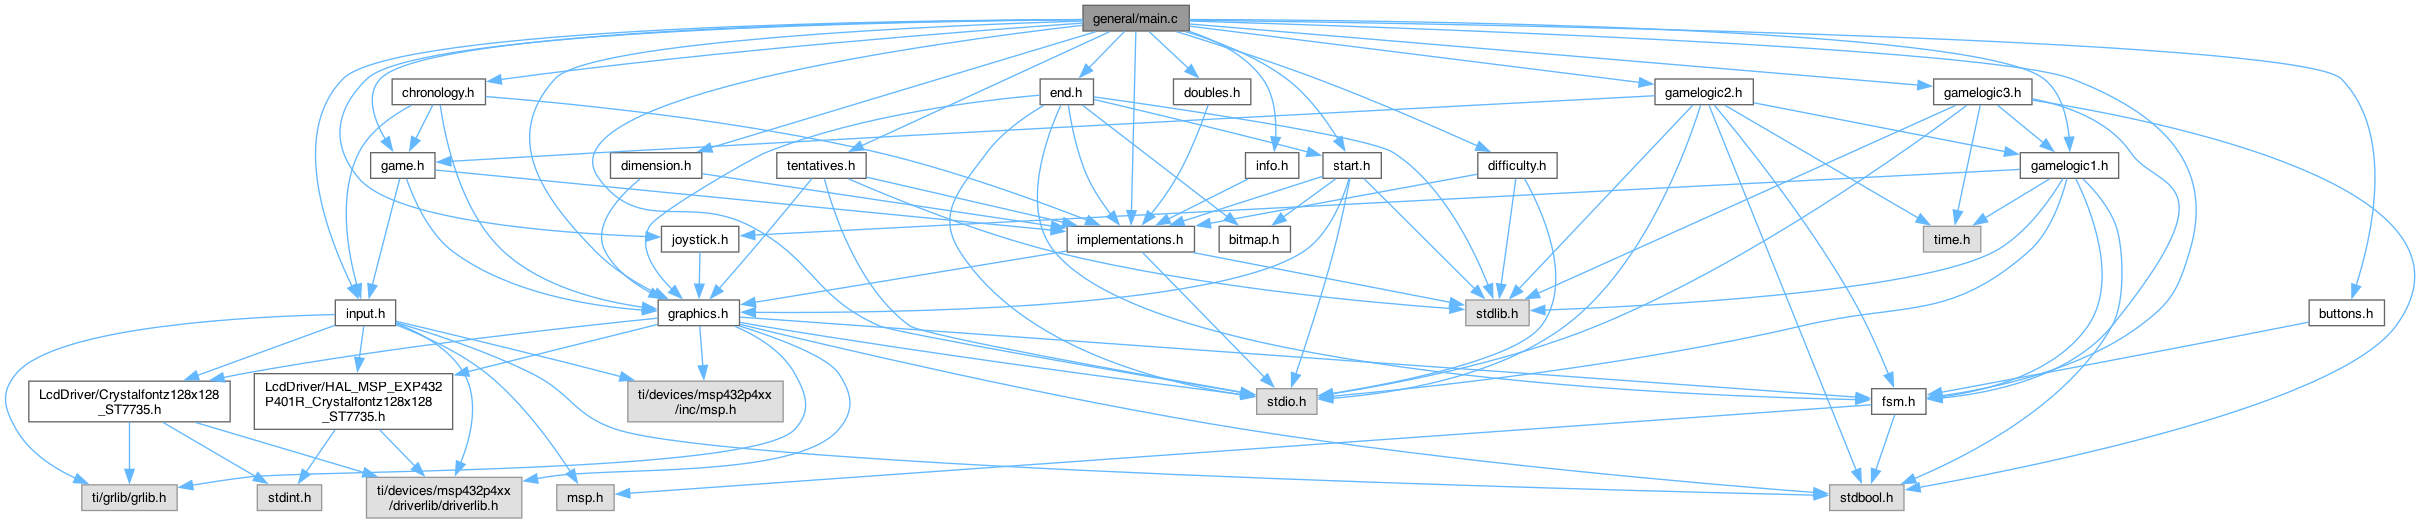 general/main.c
chronology.h
end.h
doubles.h
gamelogic2.h
gamelogic3.h
game.h
dimension.h
tentatives.h
info.h
start.h
difficulty.h
gamelogic1.h
joystick.h
implementations.h
bitmap.h
time.h
input.h
graphics.h
stdlib.h
buttons.h
LcdDriver/Crystalfontz128x128
_ST7735.h
LcdDriver/HAL_MSP_EXP432
P401R_Crystalfontz128x128
_ST7735.h
ti/devices/msp432p4xx
/inc/msp.h
stdio.h
fsm.h
ti/grlib/grlib.h
stdint.h
ti/devices/msp432p4xx
/driverlib/driverlib.h
msp.h
stdbool.h